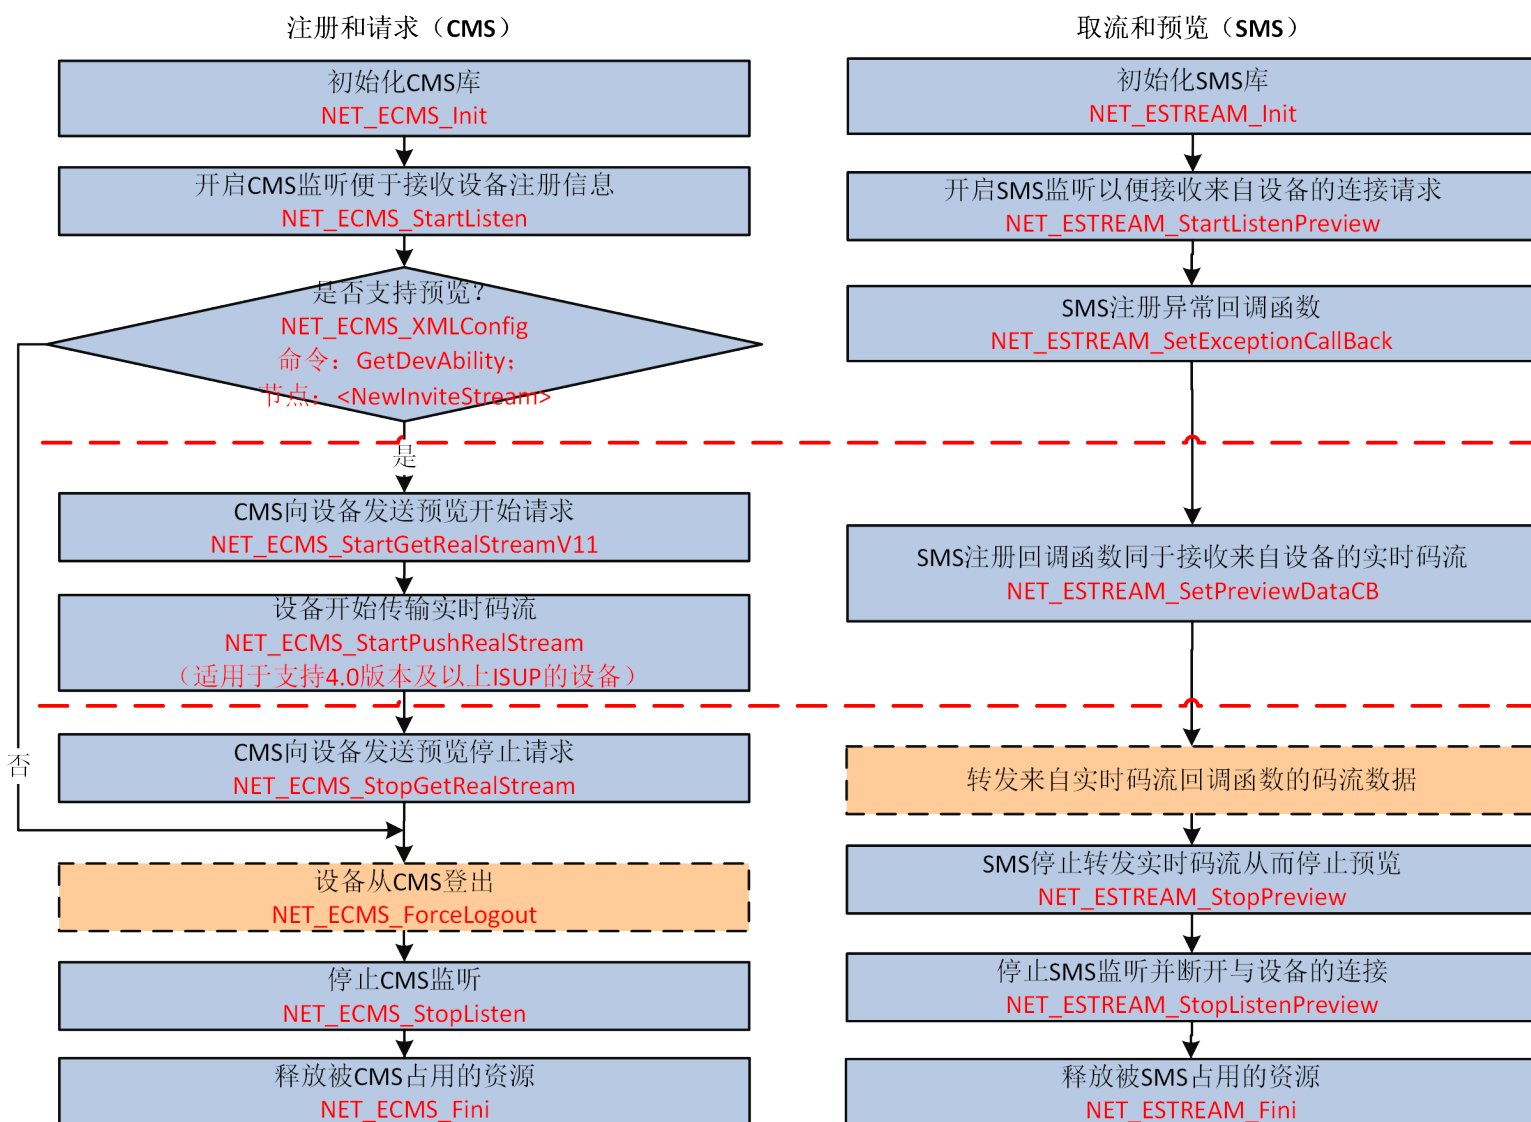 注册和请求（CMS）
初始化CMS库
NET_ECMS_Init
开启CMS监听便于接收设备注册信息
NET_ECMS_StartListen
是否支持预览？
NET_ECMS_XMLConfig
命令：GetDevAbility；
节点：<NewInviteStream>
是
CMS向设备发送预览开始请求
NET_ECMS_StartGetRealStreamV11
设备开始传输实时码流
NET_ECMS_StartPushRealStream
（适用于支持4.0版本及以上ISUP的设备）
CMS向设备发送预览停止请求
NET_ECMS_StopGetRealStream
否
设备从CMS登出
NET_ECMS_ForceLogout
停止CMS监听
NET_ECMS_StopListen
释放被CMS占用的资源
NET_ECMS_Fini
取流和预览（SMS）
初始化SMS库
NET_ESTREAM_Init
开启SMS监听以便接收来自设备的连接请求
NET_ESTREAM_StartListenPreview
SMS注册异常回调函数
NET_ESTREAM_SetExceptionCallBack
SMS注册回调函数同于接收来自设备的实时码流
NET_ESTREAM_SetPreviewDataCB
转发来自实时码流回调函数的码流数据
SMS停止转发实时码流从而停止预览
NET_ESTREAM_StopPreview
停止SMS监听并断开与设备的连接
NET_ESTREAM_StopListenPreview
释放被SMS占用的资源
NET_ESTREAM_Fini